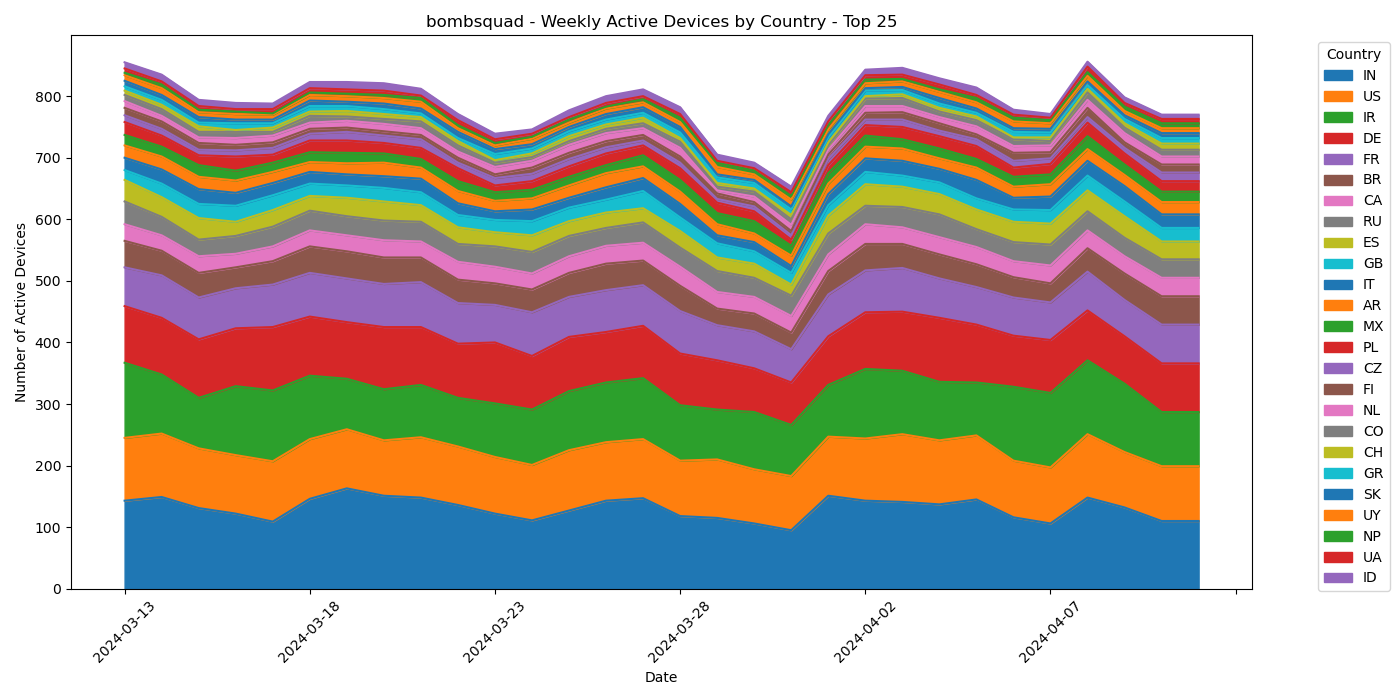 bombsquad - Weekly Active Devices by Country - Top 25
Number of Active Devices
800
700
600
500
400
300
200
100
0
2024-03-13
2024-03-18
2024-03-23
2024-03-28
2024-04-02
2024-04-07
Date
Country
IN
US
IR
DE
FR
BR
CA
RU
ES
GB
IT
AR
MX
PL
CZ
FI
NL
CO
CH
GR
SK
UY
NP
UA
ID